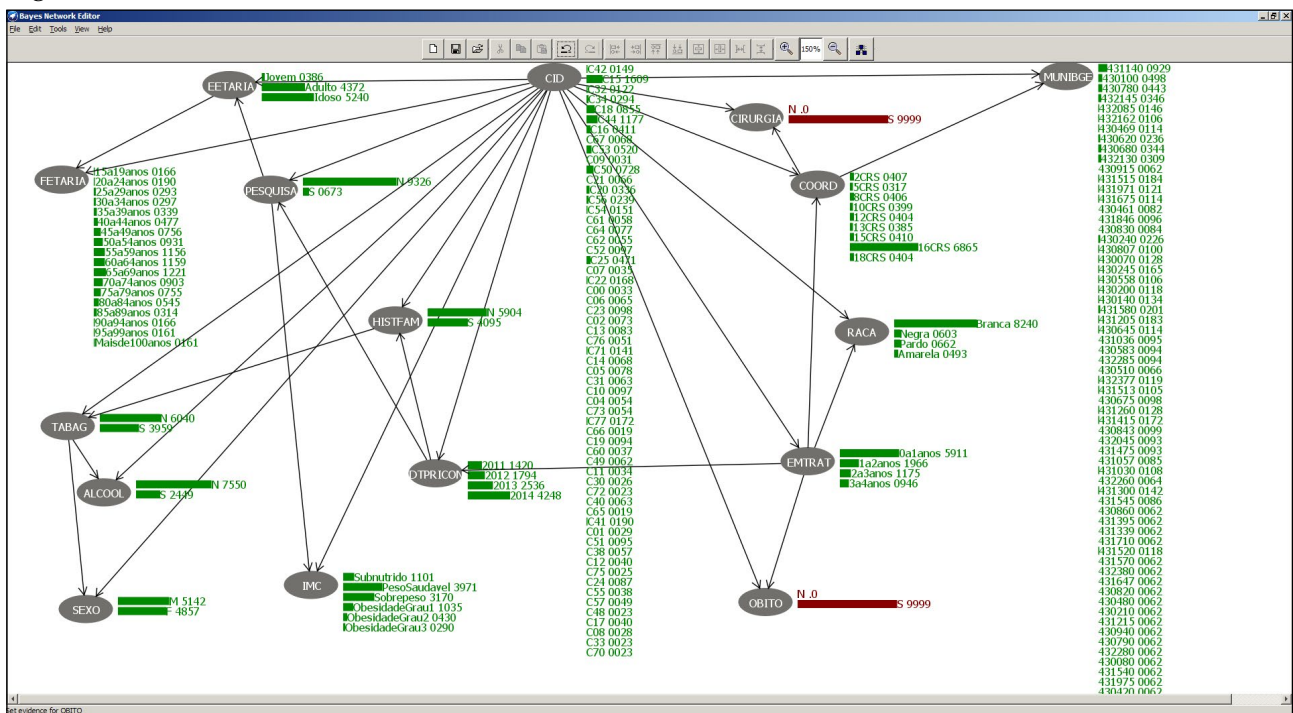 Bayes Network Editor
File Edit Tools View Help
150%
EETARIA
Jovem 0386
Adulto 4372
Idoso 5240
CID
IC42 0149
C15 1609
IC32 0122
IC34 0294
C18 0855
C44 1177
C16 0411
C67 0068
C53 0520
C09 0031
C50 0728
C21 0066
IC20 0336
IC56 0239
IC54 0151
C61 0058
C64 0077
C62 0055
C52 0097
C25 0471
C07 0035
IC22 0168
C00 0033
C06 0065
C23 0098
C02 0073
C13 0083
C76 0051
IC71 0141
C14 0068
C05 0078
C31 0063
C10 0097
C04 0054
C73 0054
IC77 0172
C66 0019
C19 0094
C60 0037
C49 0062
C11 0034
C30 0026
C72 0023
C40 0063
C65 0019
IC41 0190
C01 0029
C51 0095
C38 0057
C12 0040
C75 0025
C24 0087
C55 0038
C57 0049
C48 0023
C17 0040
C08 0028
C33 0023
C70 0023
CIRURGIA
N .0
S 9999
MUNIBGE
431140 0929
430100 0498
430780 0443
432145 0346
432085 0146
432162 0106
430469 0114
430620 0236
430680 0344
432130 0309
430915 0062
431515 0184
431971 0121
431675 0114
430461 0082
431846 0096
430830 0084
430240 0226
430807 0100
430070 0128
430245 0165
430558 0106
430200 0118
430140 0134
431580 0201
431205 0183
430645 0114
431036 0095
430583 0094
432285 0094
430510 0066
432377 0119
431513 0105
430675 0098
431260 0128
431415 0172
430843 0099
432045 0093
431475 0093
431057 0085
431030 0108
432260 0064
431300 0142
431545 0086
430860 0062
431395 0062
431339 0062
431710 0062
431520 0118
431570 0062
432380 0062
431647 0062
430820 0062
430480 0062
430210 0062
431215 0062
430940 0062
430790 0062
432280 0062
430080 0062
431540 0062
431975 0062
430420 0062
FETARIA
15a19anos 0166
20a24anos 0190
25a29anos 0293
30a34anos 0297
35a39anos 0339
40a44anos 0477
45a49anos 0756
50a54anos 0931
55a59anos 1156
60a64anos 1159
65a69anos 1221
70a74anos 0903
75a79anos 0755
80a84anos 0545
85a89anos 0314
90a94anos 0166
95a99anos 0161
Maisde100anos 0161
PESQUISA
N 9326
S 0673
COORD
2CRS 0407
5CRS 0317
8CRS 0406
10CRS 0399
12CRS 0404
13CRS 0385
15CRS 0410
16CRS 6865
18CRS 0404
HISTFAM
N 5904
S 4095
RACA
Branca 8240
Negra 0603
Pardo 0662
Amarela 0493
TABAG
N 6040
S 3959
DTPRICON
2011 1420
2012 1794
2013 2536
2014 4248
EMTRAT
0a1anos 5911
1a2anos 1966
2a3anos 1175
3a4anos 0946
ALCOOL
N 7550
S 2449
IMC
Subnutrido 1101
PesoSaudavel 3971
Sobrepeso 3170
ObesidadeGrau1 1035
ObesidadeGrau2 0430
ObesidadeGrau3 0290
SEXO
M 5142
F 4857
OBITO
N .0
S 9999
Set evidence for OBITO